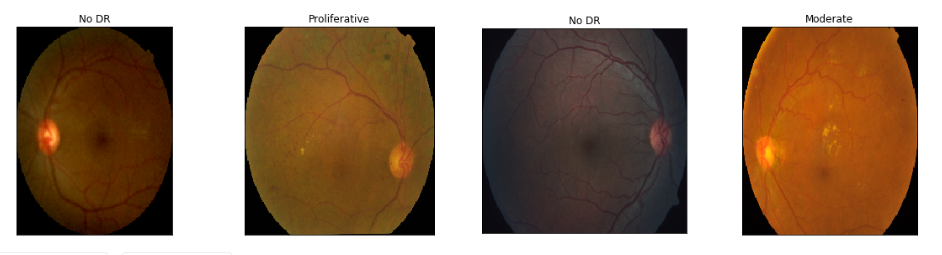 No DR
Proliferative
No DR
Moderate